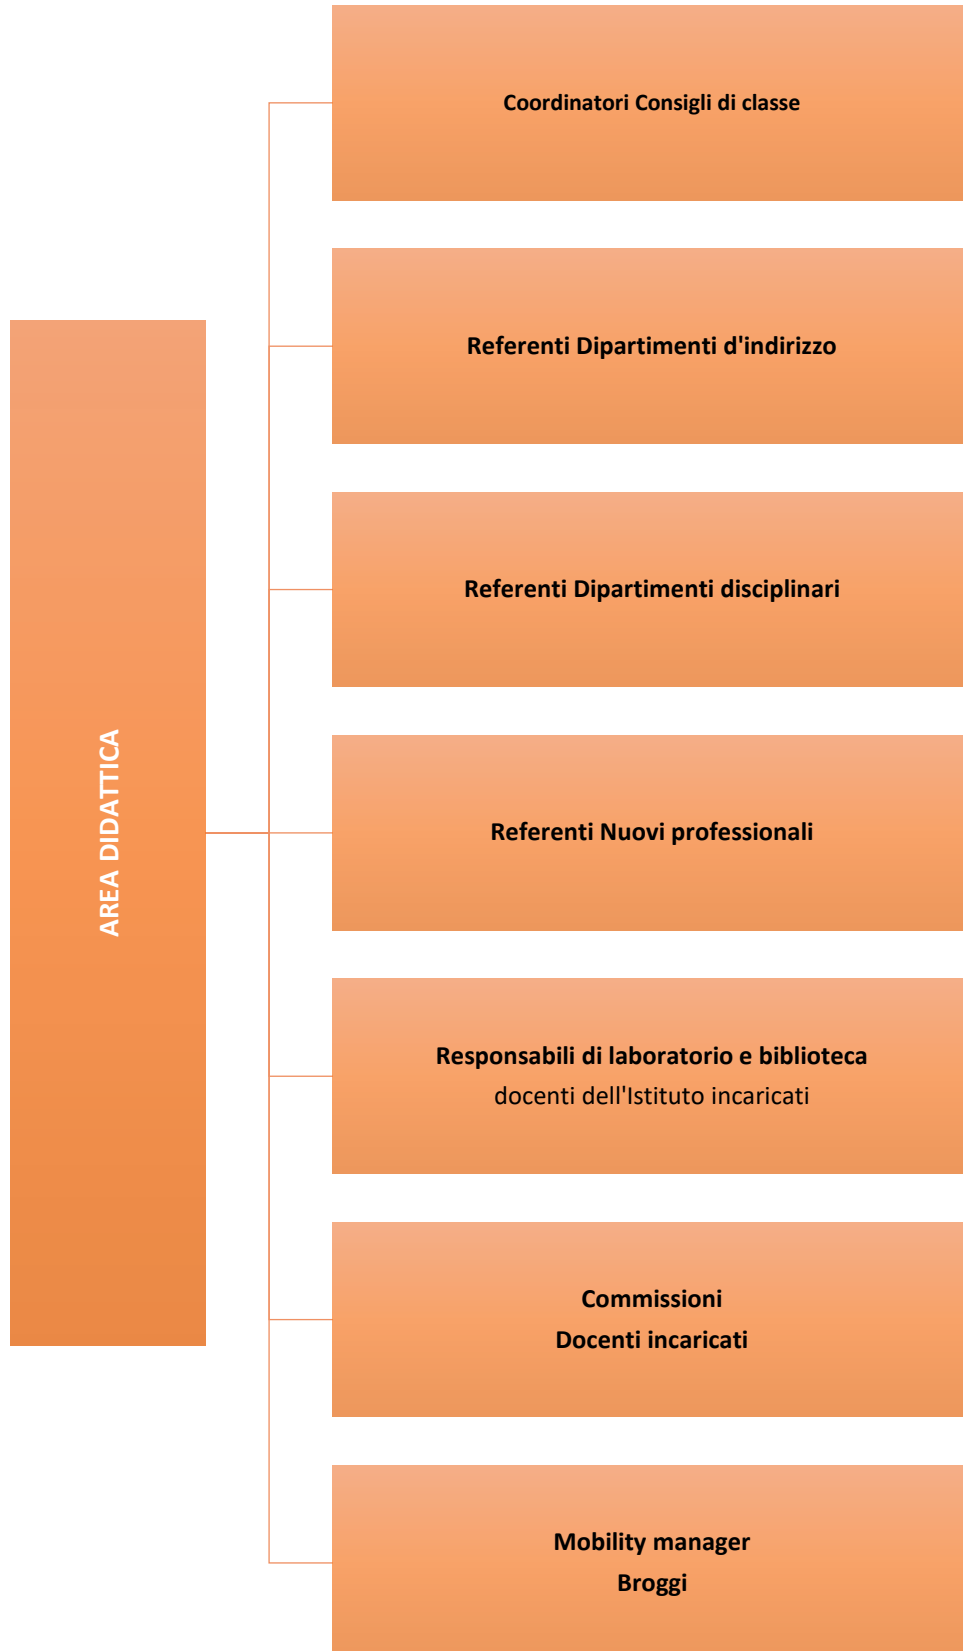 AREA DIDATTICA
Coordinatori Consigli di classe
Referenti Dipartimenti d'indirizzo
Referenti Dipartimenti disciplinari
Referenti Nuovi professionali
Responsabili di laboratorio e biblioteca
docenti dell'Istituto incaricati
Commissioni
Docenti incaricati
Mobility manager
Broggi